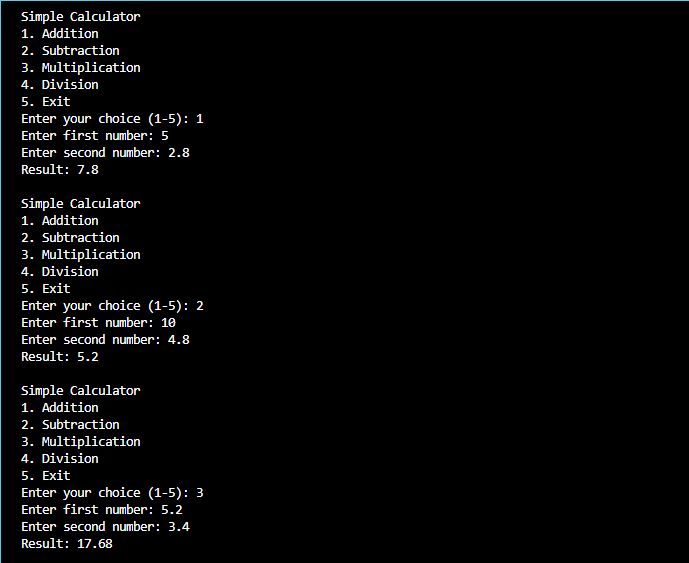 Simple Calculator
1. Addition
2. Subtraction
3. Multiplication
4. Division
5. Exit
Enter your choice (1-5): 1
Enter first number: 5
Enter second number: 2.8
Result: 7.8
Simple Calculator
1. Addition
2. Subtraction
3. Multiplication
4. Division
5. Exit
Enter your choice (1-5): 2
Enter first number: 10
Enter second number: 4.8
Result: 5.2
Simple Calculator
1. Addition
2. Subtraction
3. Multiplication
4. Division
5. Exit
Enter your choice (1-5): 3
Enter first number: 5.2
Enter second number: 3.4
Result: 17.68